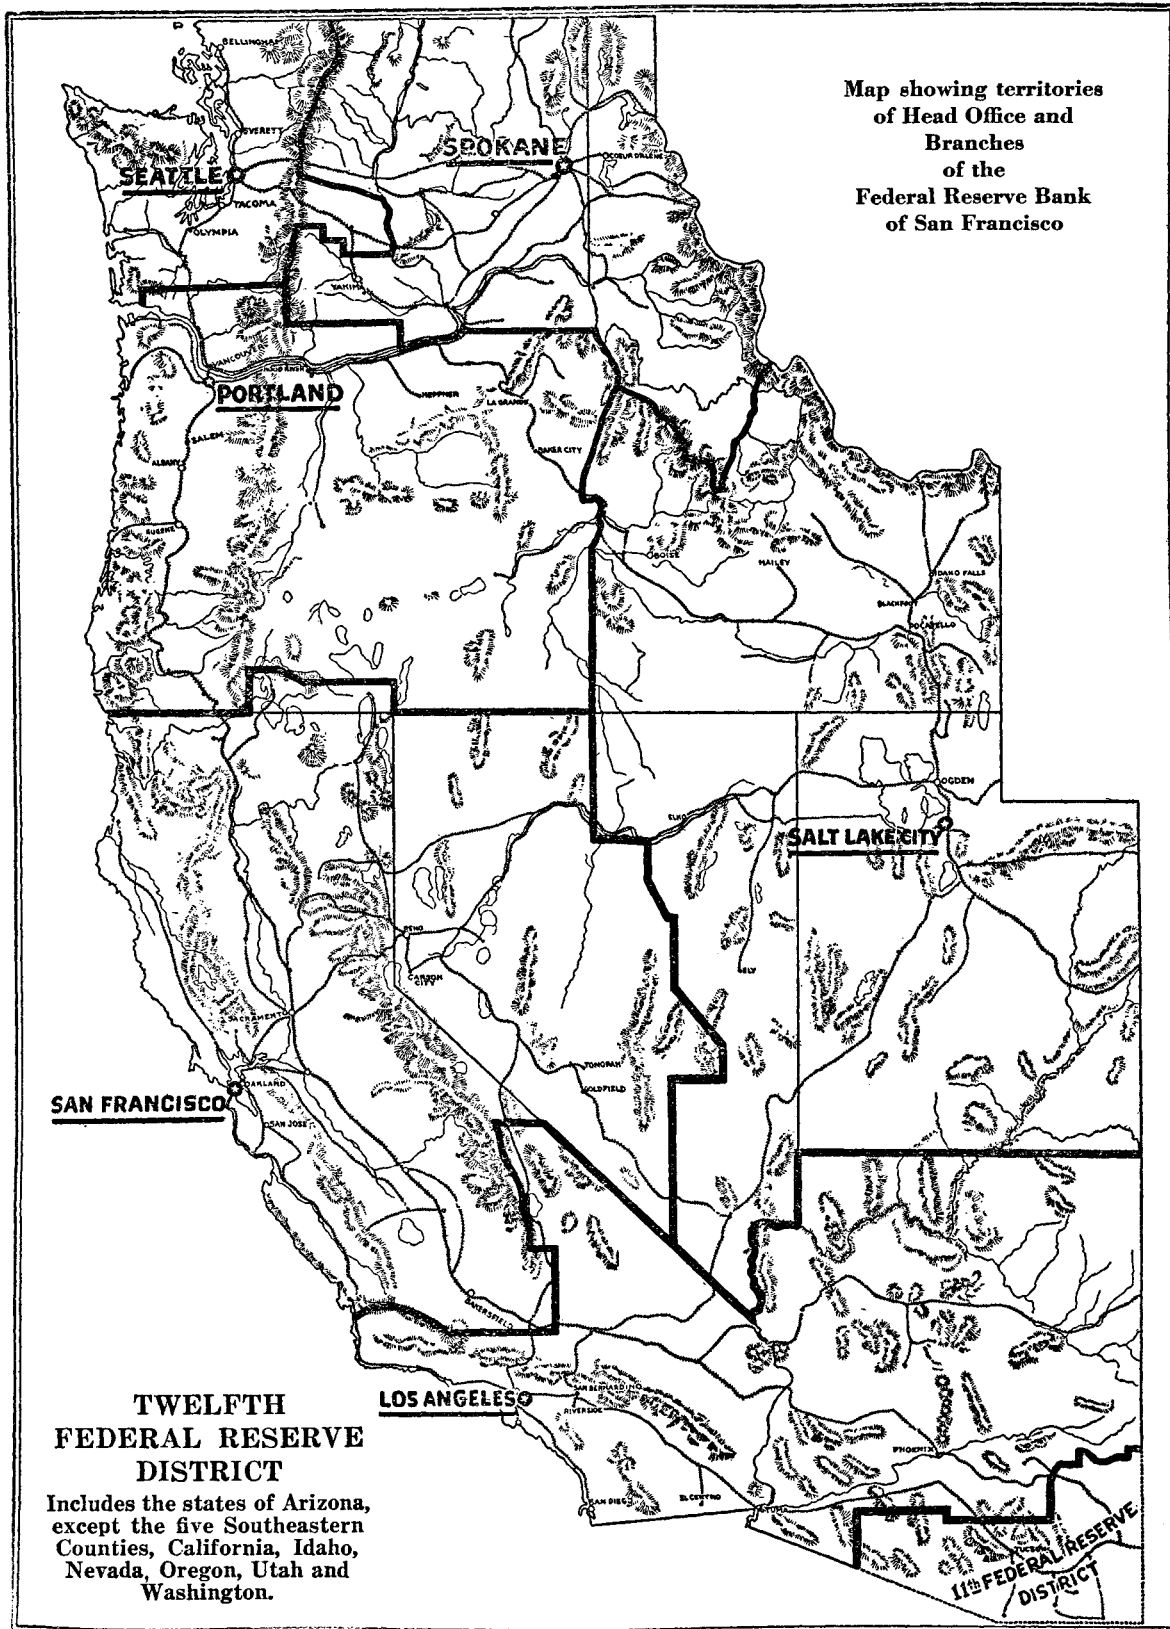 Map showing territories
of Head Office and
Branches
of the
Federal Reserve Bank
of San Francisco
BELLINGHAM
EVERETT
SPOKANE
COEUR D'ALENE
SEATTLE
TACOMA
OLYMPIA
YAKIMA
VANCOUVER
PORTLAND
HEPPNER
LA GRANDE
SALEM
BAKER CITY
ALBANY
EUGENE
BOISE
HAILEY
IDAHO FALLS
BLACKFOOT
POCATELLO
OGDEN
ELKO
SALT LAKE CITY
RENO
CARSON
CITY
ELY
SACRAMENTO
TONOPAH
OAKLAND
GOLDFIELD
SAN FRANCISCO
SAN JOSE
BAKERSFIELD
SAN BERNARDINO
LOS ANGELES
RIVERSIDE
PHOENIX
SAN DIEGO
EL CENTRO
YUMA
TUCSON
11th FEDERAL RESERVE
DISTRICT
TWELFTH
FEDERAL RESERVE
DISTRICT
Includes the states of Arizona,
except the five Southeastern
Counties, California, Idaho,
Nevada, Oregon, Utah and
Washington.